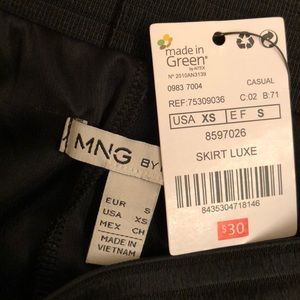 made in
Green®
by AITEX
Nº 2010AN3139
0983 7004 CASUAL
REF:75309036 C:02 B:71
USA XS EF S
8597026
SKIRT LUXE
8435304718146
$30
MNG BY
EUR S
USA XS
MEX CH
MADE IN
VIETNAM